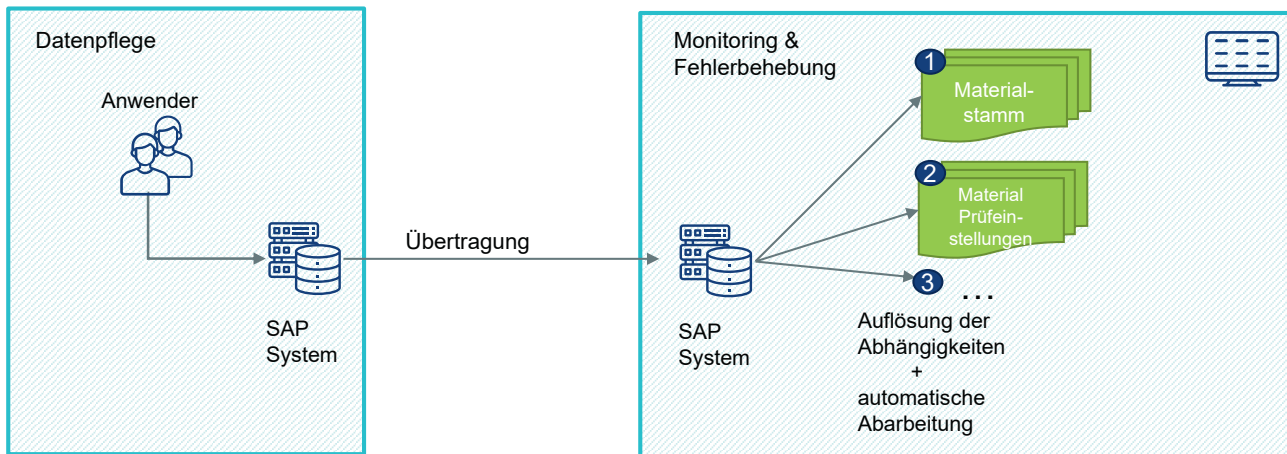 Datenpflege
Anwender
SAP
System
Übertragung
Monitoring &
Fehlerbehebung
SAP
System
1
Material-
stamm
2
Material
Prüfein-
stellungen
3
...
Auflösung der
Abhängigkeiten
+
automatische
Abarbeitung